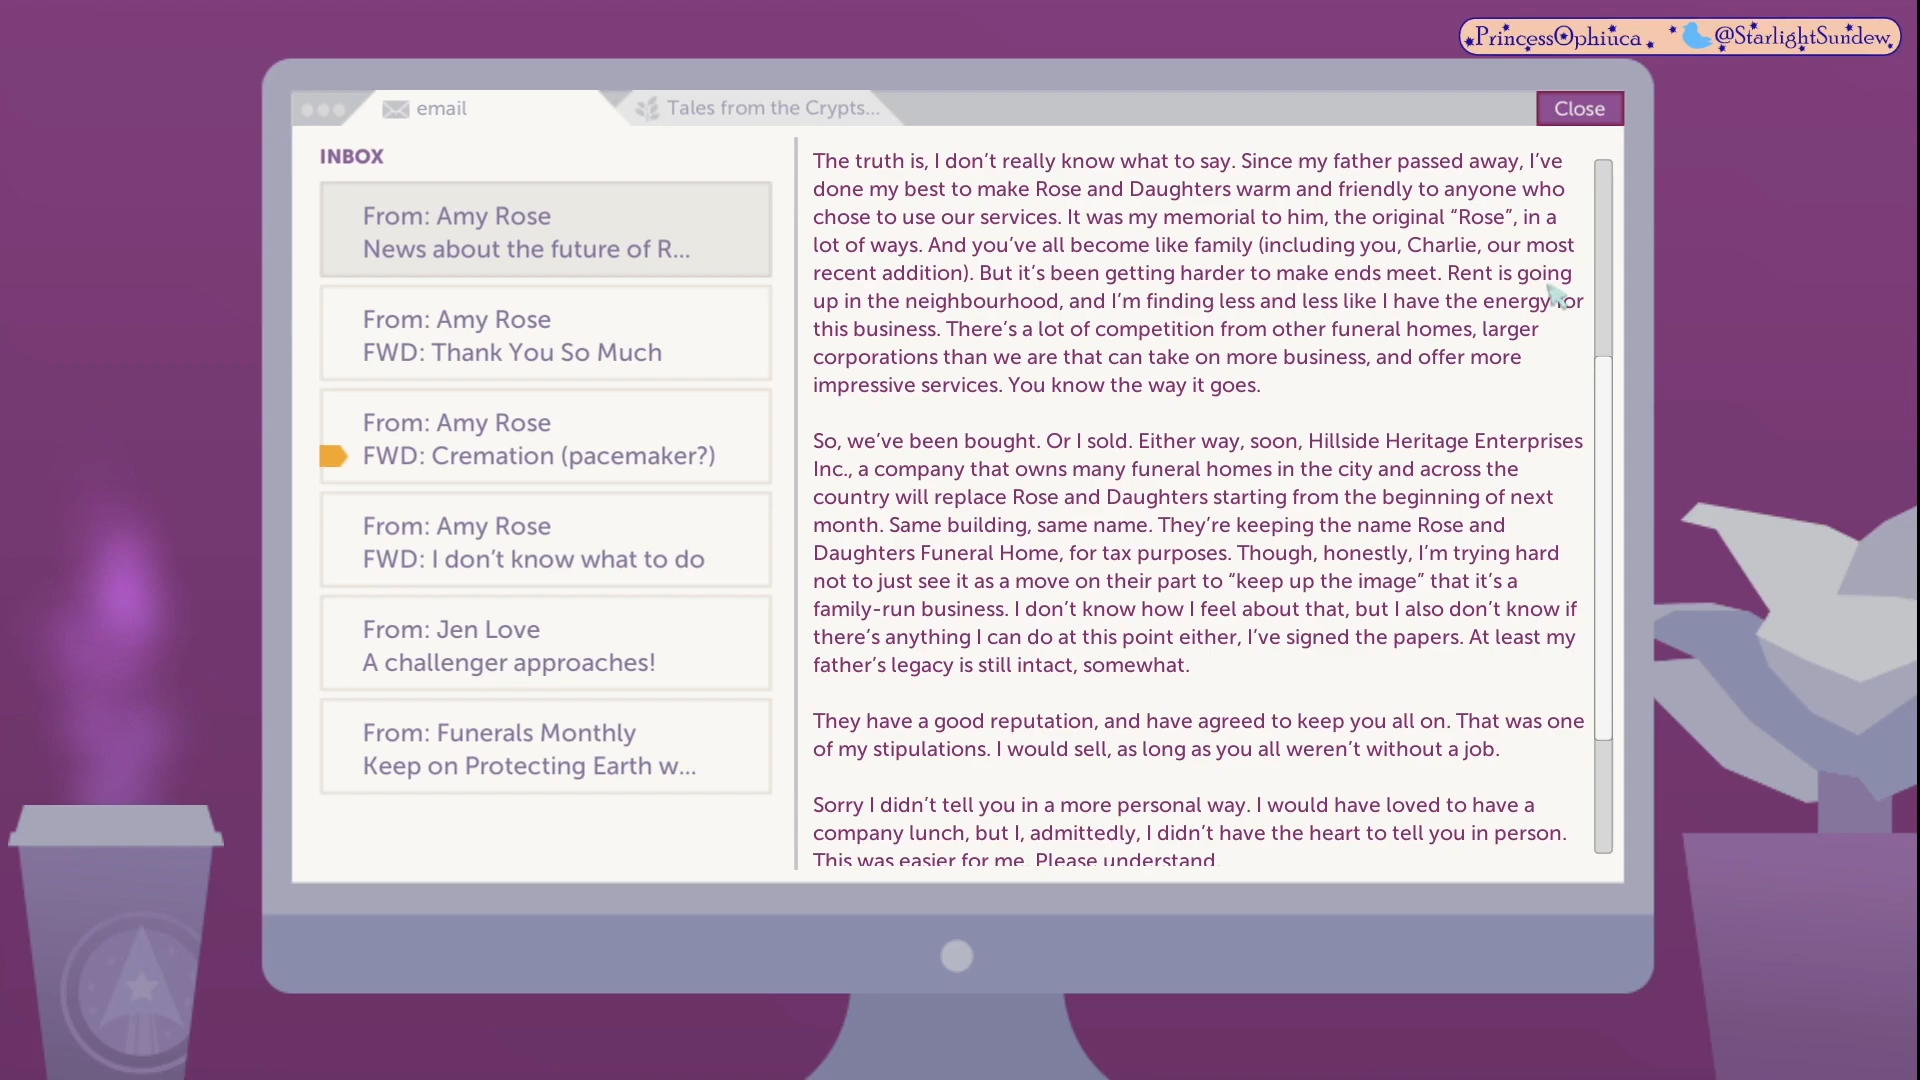 PrincessOphiuca
@StarlightSundew
email
Tales from the Crypts...
Close
INBOX
From: Amy Rose
News about the future of R...
From: Amy Rose
FWD: Thank You So Much
From: Amy Rose
FWD: Cremation (pacemaker?)
From: Amy Rose
FWD: I don’t know what to do
From: Jen Love
A challenger approaches!
From: Funerals Monthly
Keep on Protecting Earth w...
The truth is, I don’t really know what to say. Since my father passed away, I’ve
done my best to make Rose and Daughters warm and friendly to anyone who
chose to use our services. It was my memorial to him, the original “Rose”, in a
lot of ways. And you’ve all become like family (including you, Charlie, our most
recent addition). But it’s been getting harder to make ends meet. Rent is going
up in the neighbourhood, and I’m finding less and less like I have the energy for
this business. There’s a lot of competition from other funeral homes, larger
corporations than we are that can take on more business, and offer more
impressive services. You know the way it goes.
So, we’ve been bought. Or I sold. Either way, soon, Hillside Heritage Enterprises
Inc., a company that owns many funeral homes in the city and across the
country will replace Rose and Daughters starting from the beginning of next
month. Same building, same name. They’re keeping the name Rose and
Daughters Funeral Home, for tax purposes. Though, honestly, I’m trying hard
not to just see it as a move on their part to “keep up the image” that it’s a
family-run business. I don’t know how I feel about that, but I also don’t know if
there’s anything I can do at this point either, I’ve signed the papers. At least my
father’s legacy is still intact, somewhat.
They have a good reputation, and have agreed to keep you all on. That was one
of my stipulations. I would sell, as long as you all weren’t without a job.
Sorry I didn’t tell you in a more personal way. I would have loved to have a
company lunch, but I, admittedly, I didn’t have the heart to tell you in person.
This was easier for me. Please understand.